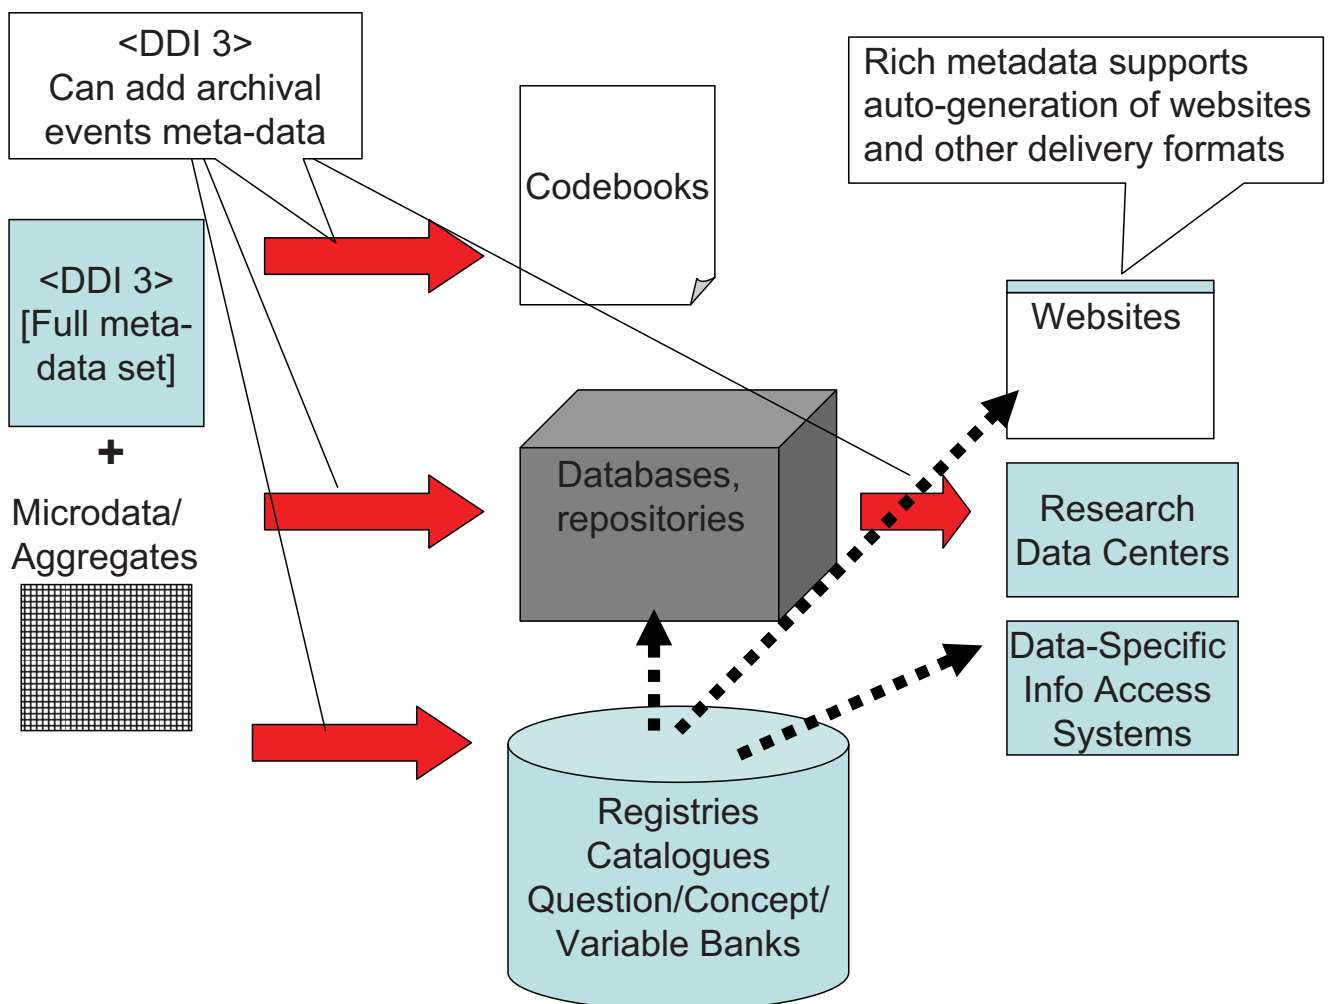 <DDI 3>
Can add archival
events meta-data
Rich metadata supports
auto-generation of websites
and other delivery formats
Codebooks
<DDI 3>
[Full meta-
data set]
+
Microdata/
Aggregates
Databases,
repositories
Websites
Research
Data Centers
Data-Specific
Info Access
Systems
Registries
Catalogues
Question/Concept/
Variable Banks